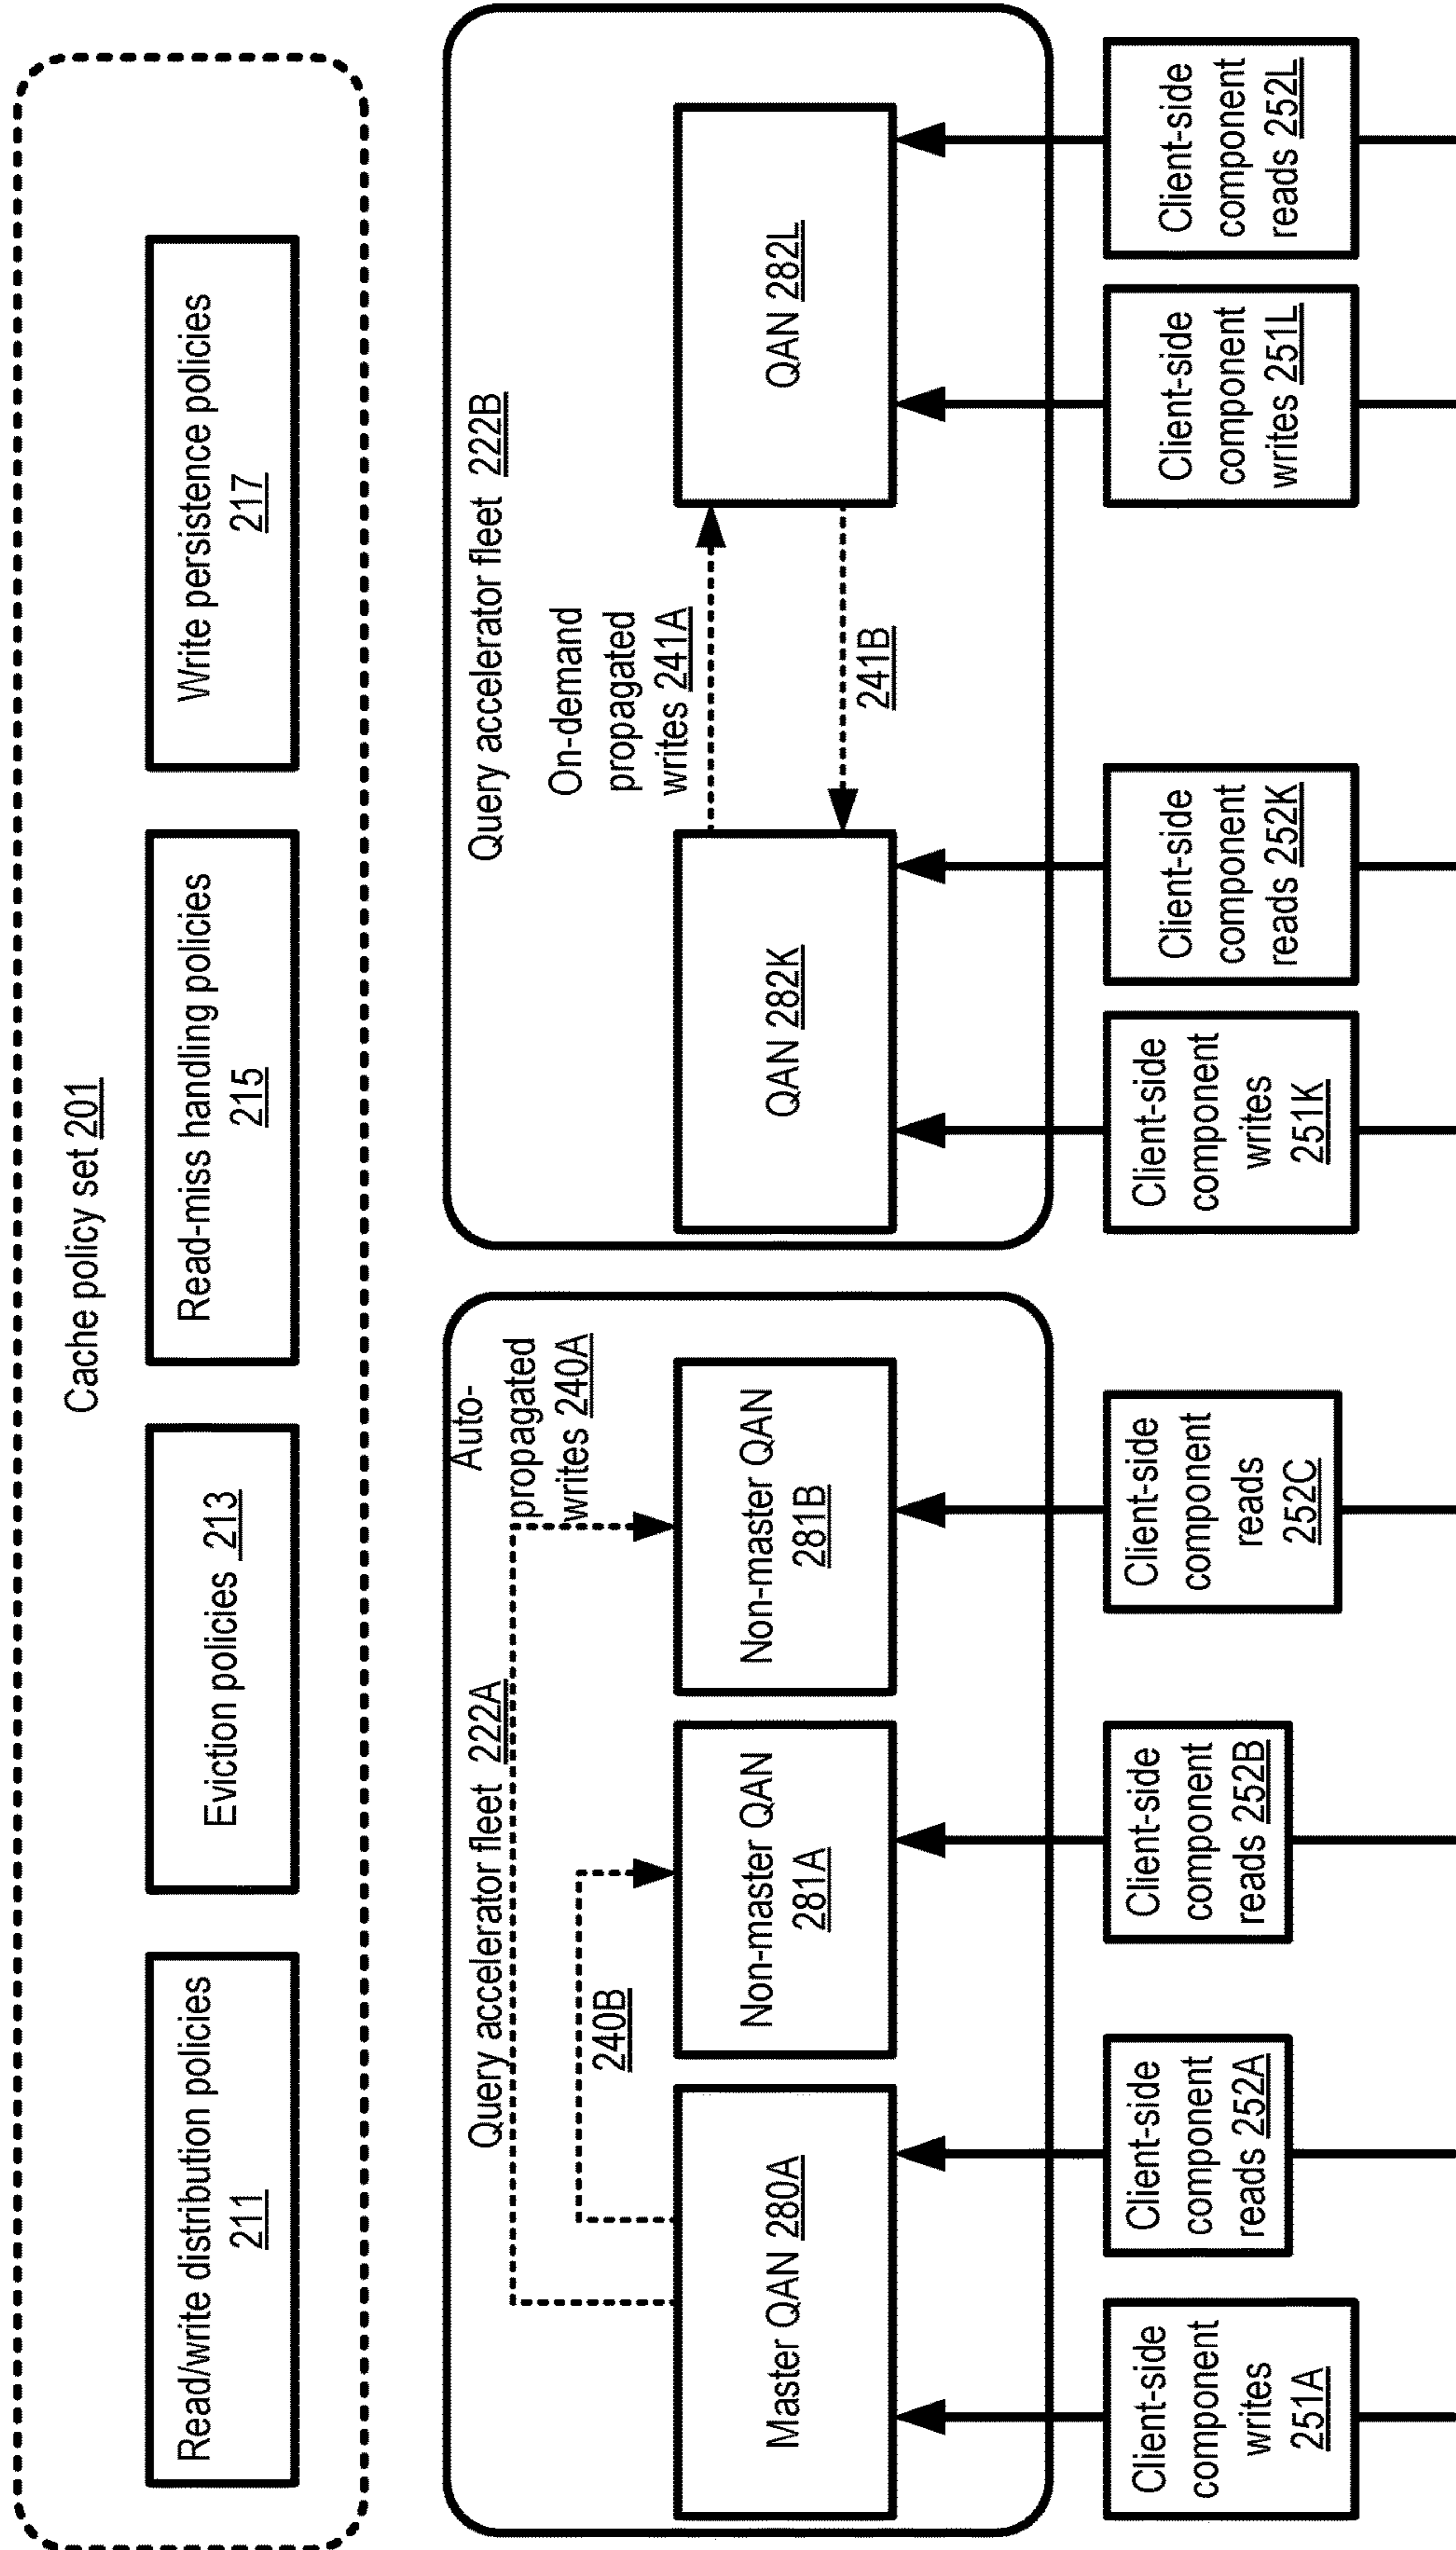 Cache policy set 201
Read/write distribution policies
211
Eviction policies 213
Read-miss handling policies
215
Write persistence policies
217
Query accelerator fleet 222A
Auto-
propagated
writes 240A
240B
Master QAN 280A
Non-master QAN
281A
Non-master QAN
281B
Query accelerator fleet 222B
On-demand
propagated
writes 241A
241B
QAN 282K
QAN 282L
Client-side
component
writes
251A
Client-side
component
reads 252A
Client-side
component
reads 252B
Client-side
component
reads
252C
Client-side
component
writes
251K
Client-side
component
reads 252K
Client-side
component
writes 251L
Client-side
component
reads 252L